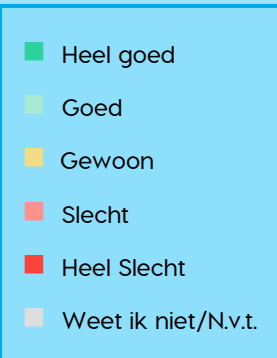 Heel goed
Goed
Gewoon
Slecht
Heel Slecht
Weet ik niet/N.v.t.